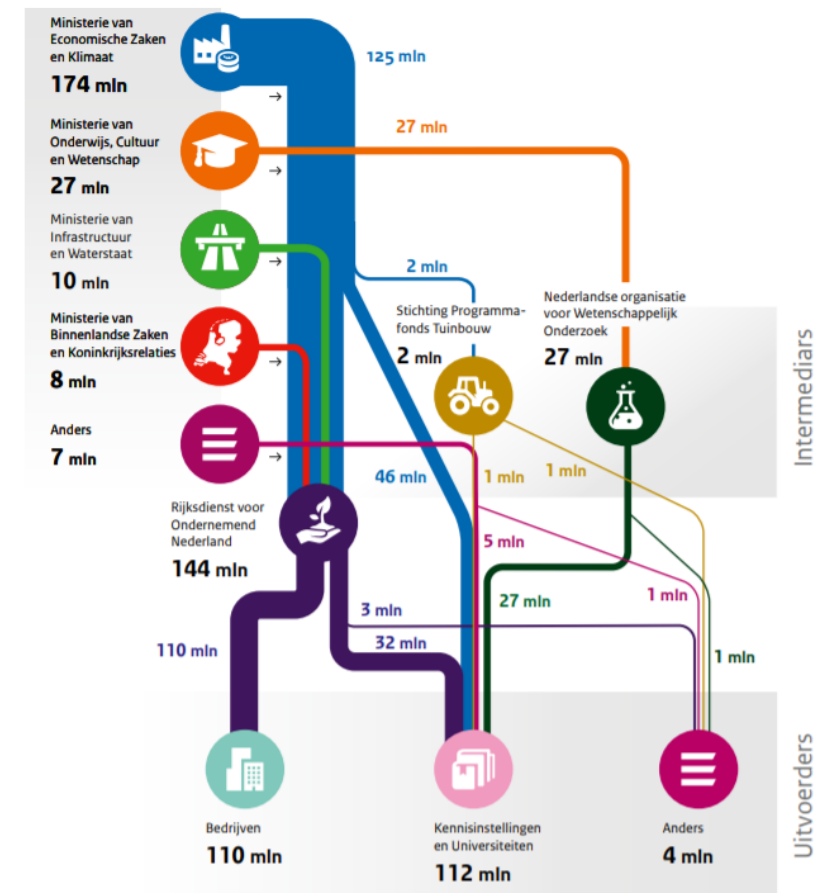 Ministerie van
Economische Zaken
en Klimaat
174 mln
125 mln
Ministerie van
Onderwijs, Cultuur
en Wetenschap
27 mln
27 mln
Ministerie van
Infrastructuur
en Waterstaat
10 mln
2 mln
Ministerie van
Binnenlandse Zaken
en Koninkrijksrelaties
8 mln
Stichting Programma-
fonds Tuinbouw
2 mln
Nederlandse organisatie
voor Wetenschappelijk
Onderzoek
27 mln
Intermediars
Anders
7 mln
46 mln
1 mln
1 mln
Rijksdienst voor
Ondernemend
Nederland
144 mln
5 mln
1 mln
27 mln
3 mln
32 mln
110 mln
1 mln
Uitvoerders
Bedrijven
110 mln
Kennisinstellingen
en Universiteiten
112 mln
Anders
4 mln